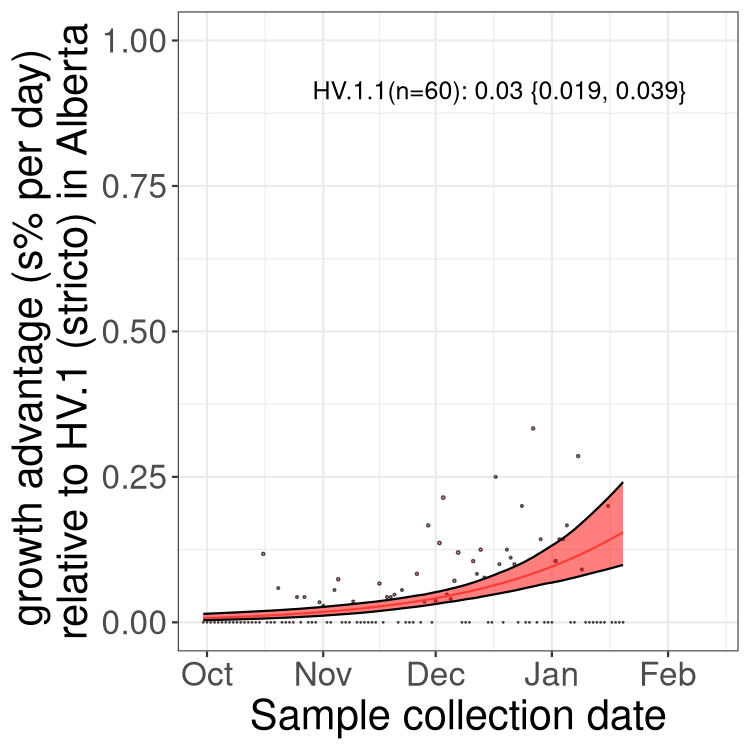 growth advantage (s% per day)
relative to HV.1 (stricto) in Alberta
1.00
0.75
0.50
0.25
0.00
HV.1.1(n=60): 0.03 {0.019, 0.039}
Oct Nov Dec Jan Feb
Sample collection date